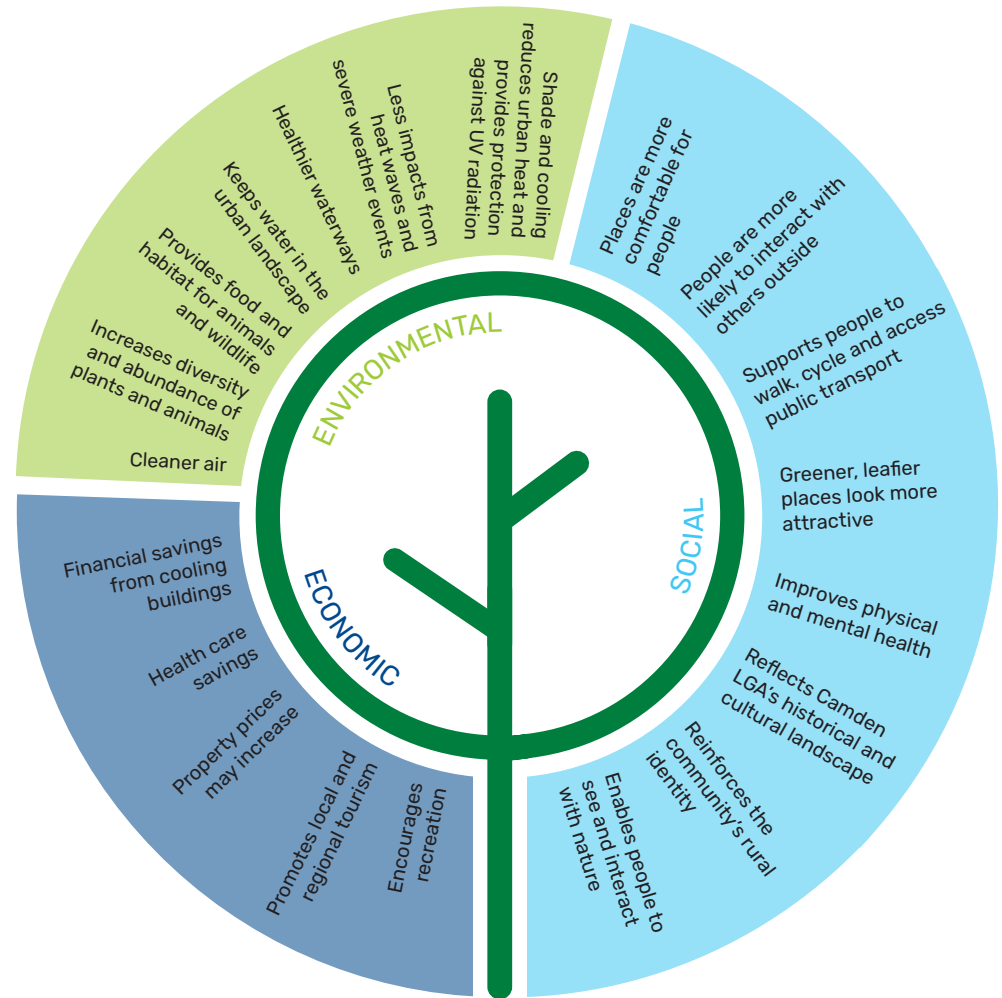 ENVIRONMENTAL
Shade and cooling
reduces urban heat and
provides protection
against UV radiation
Less impacts from
heat waves and
severe weather events
Healthier waterways
Keeps water in the
urban landscape
Provides food and
habitat for animals
and wildlife
Increases diversity
and abundance of
plants and animals
Cleaner air
SOCIAL
Places are more
comfortable for
people
People are more
likely to interact with
others outside
Supports people to
walk, cycle and access
public transport
Greener, leafier
places look more
attractive
Improves physical
and mental health
Reflects Camden
LGA's historical and
cultural landscape
Reinforces the
community's rural
identity
Enables people to
see and interact
with nature
ECONOMIC
Financial savings
from cooling
buildings
Health care
savings
Property prices
may increase
Promotes local and
regional tourism
Encourages
recreation